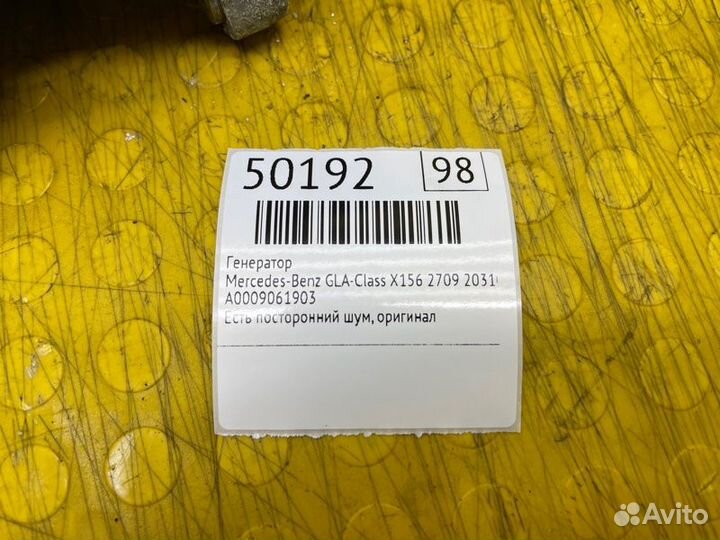 50192 98
Генератор
Mercedes-Benz GLA-Class X156 2709 2031
A0009061903
Есть посторонний шум, оригинал
Avito